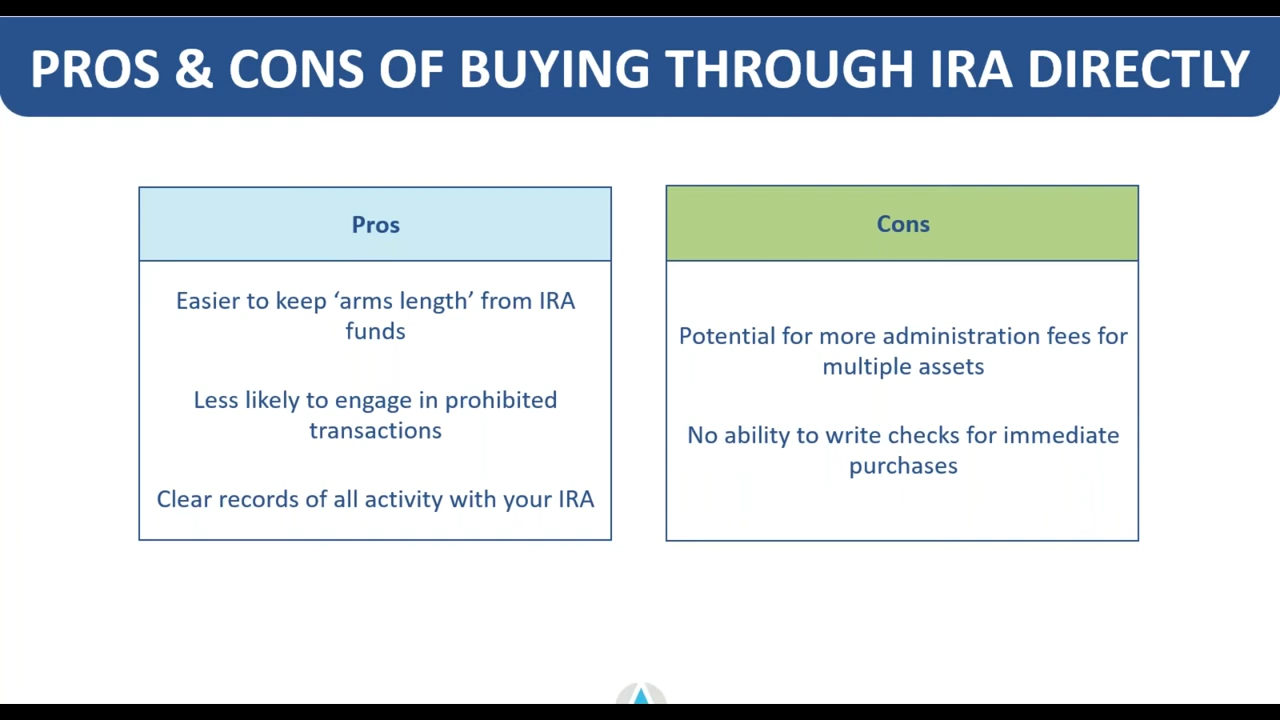 PROS & CONS OF BUYING THROUGH IRA DIRECTLY
Pros
Easier to keep ‘arms length’ from IRA
funds
Less likely to engage in prohibited
transactions
Clear records of all activity with your IRA
Cons
Potential for more administration fees for
multiple assets
No ability to write checks for immediate
purchases